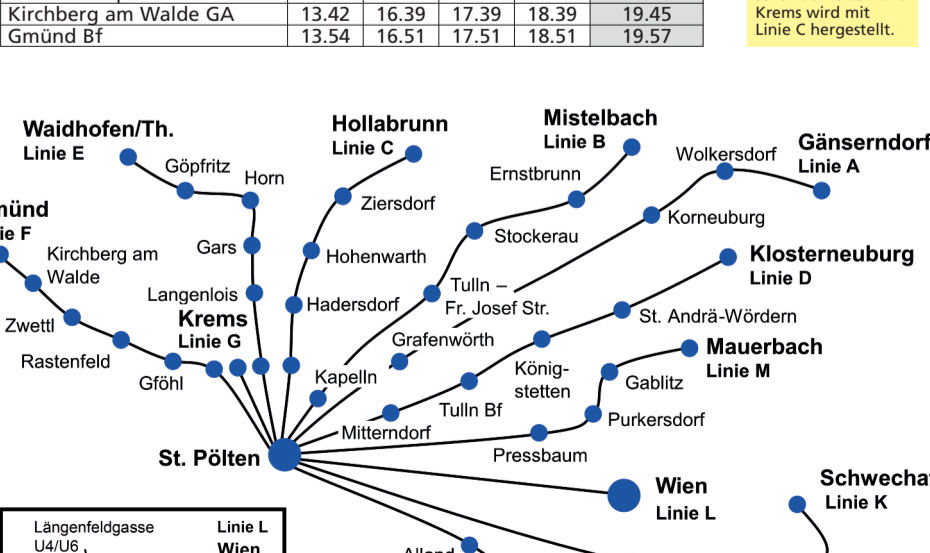 Kirchberg am Walde GA 13.42 16.39 17.39 18.39 19.45
Gmünd Bf 13.54 16.51 17.51 18.51 19.57
Krems wird mit
Linie C hergestellt.
Waidhofen/Th.
Linie E
Göpfritz
Horn
Hollabrunn
Linie C
Ziersdorf
Mistelbach
Linie B
Ernstbrunn
Wolkersdorf
Gänserndorf
Linie A
Kirchberg am
Walde
Gars
Hohenwarth
Stockerau
Korneuburg
Klosterneuburg
Linie D
Langenlois
Hadersdorf
Tulln –
Fr. Josef Str.
Zwettl
Krems
Linie G
Rastenfeld
Gföhl
Grafenwörth
St. Andrä-Wördern
Mauerbach
Linie M
Kapelln
König-
stetten
Gablitz
Tulln Bf
Mitterndorf
Purkersdorf
St. Pölten
Pressbaum
Wien
Linie L
Linie K
Längenfeldgasse
U4/U6
Linie L
Wien